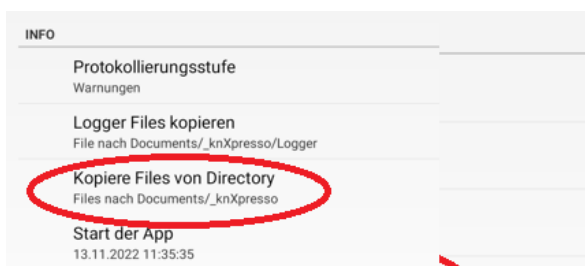 INFO
Protokollierungsstufe
Warnungen
Logger Files kopieren
File nach Documents/_knXpresso/Logger
Kopiere Files von Directory
Files nach Documents/_knXpresso
Start der App
13.11.2022 11:35:35